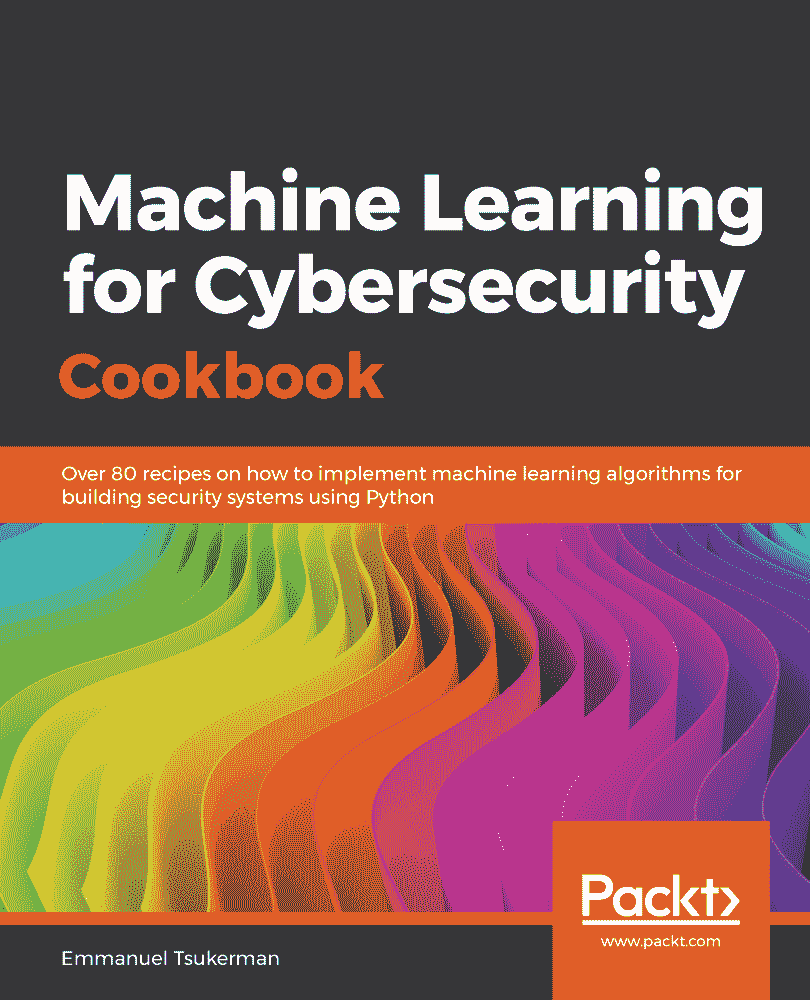 Machine Learning
for Cybersecurity
Cookbook
Over 80 recipes on how to implement machine learning algorithms for
building security systems using Python
Packt>
www.packt.com
Emmanuel Tsukerman